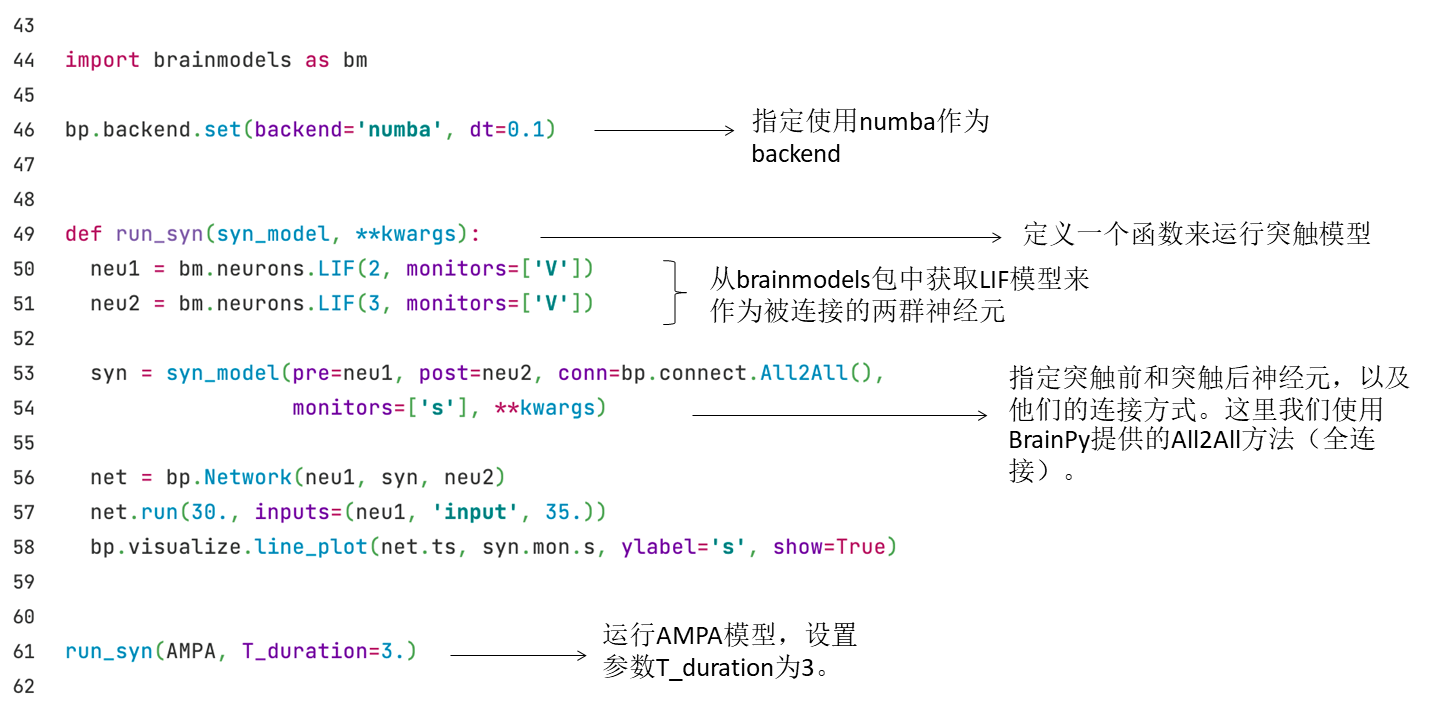 43
44 import brainmodels as bm
45
46 bp.backend.set(backend='numba', dt=0.1)
指定使用numba作为
backend
47
48
49 def run_syn(syn_model, **kwargs):
定义一个函数来运行突触模型
50 neu1 = bm.neurons.LIF(2, monitors=['V'])
51 neu2 = bm.neurons.LIF(3, monitors=['V'])
从brainmodels包中获取LIF模型来
作为被连接的两群神经元
52
53 syn = syn_model(pre=neu1, post=neu2, conn=bp.connect.All2All(),
54 monitors=['s'], **kwargs)
指定突触前和突触后神经元，以及
他们的连接方式。这里我们使用
BrainPy提供的All2All方法（全连
接）。
55
56 net = bp.Network(neu1, syn, neu2)
57 net.run(30., inputs=(neu1, 'input', 35.))
58 bp.visualize.line_plot(net.ts, syn.mon.s, ylabel='s', show=True)
59
60
61 run_syn(AMPA, T_duration=3.)
运行AMPA模型，设置
参数T_duration为3。
62